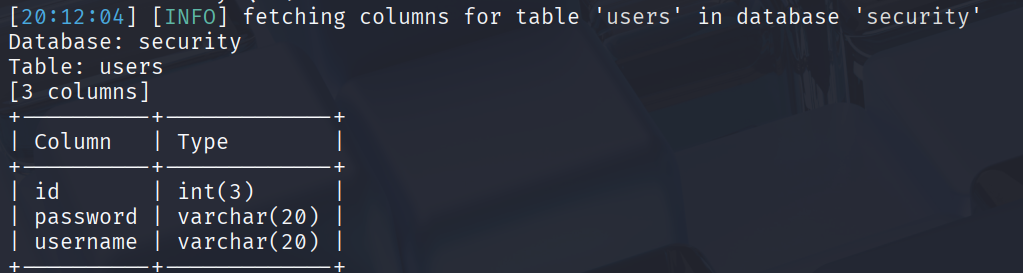 [20:12:04] [INFO] fetching columns for table 'users' in database 'security'
Database: security
Table: users
[3 columns]
+----------+-------------+
| Column   | Type        |
+----------+-------------+
| id       | int(3)      |
| password | varchar(20) |
| username | varchar(20) |
+----------+-------------+